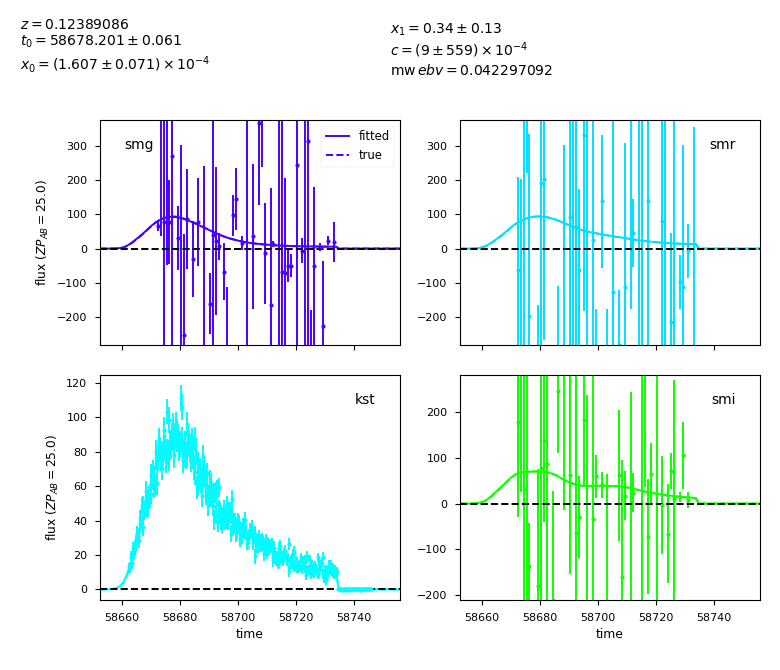 z = 0.12389086
t₀ = 58678.201 ± 0.061
x₀ = (1.607 ± 0.071) × 10⁻⁴
x₁ = 0.34 ± 0.13
c = (9 ± 559) × 10⁻⁴
mw ebv = 0.042297092
smg
fitted
true
300
200
100
0
−100
−200
flux (ZP_AB = 25.0)
smr
300
200
100
0
−100
−200
kst
120
100
80
60
40
20
0
flux (ZP_AB = 25.0)
58660 58680 58700 58720 58740
time
smi
200
100
0
−100
−200
58660 58680 58700 58720 58740
time